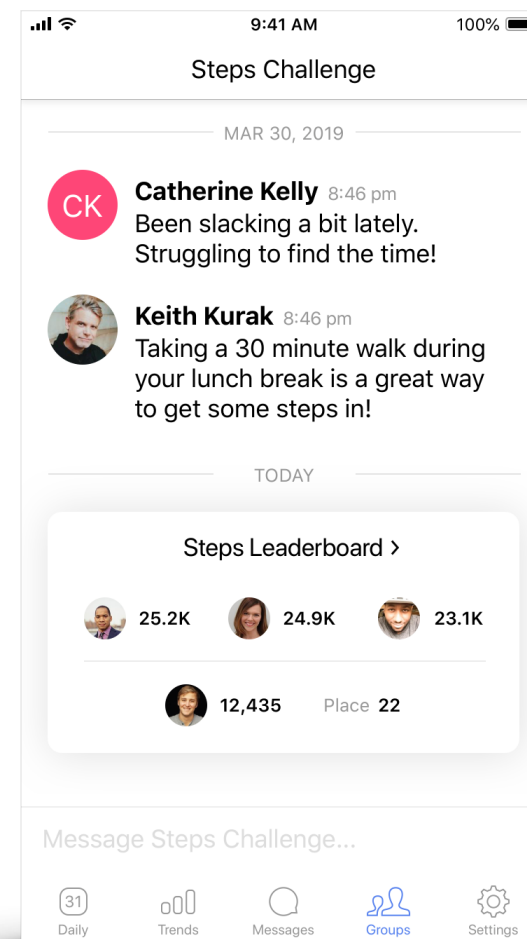 9:41 AM 100%
Steps Challenge
MAR 30, 2019
CK
Catherine Kelly 8:46 pm
Been slacking a bit lately.
Struggling to find the time!
Keith Kurak 8:46 pm
Taking a 30 minute walk during
your lunch break is a great way
to get some steps in!
TODAY
Steps Leaderboard >
25.2K 24.9K 23.1K
12,435 Place 22
Message Steps Challenge...
31
Daily Trends Messages Groups Settings